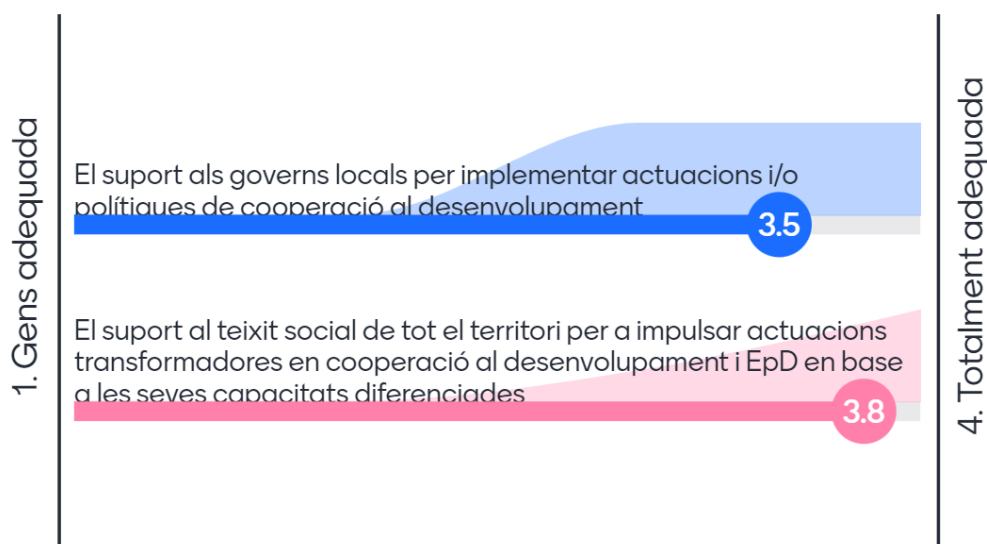 1. Gens adequada
El suport als governs locals per implementar actuacions i/o
polítiques de cooperació al desenvolupament
3.5
El suport al teixit social de tot el territori per a impulsar actuacions
transformadores en cooperació al desenvolupament i EpD en base
a les seves capacitats diferenciades
3.8
4. Totalment adequada